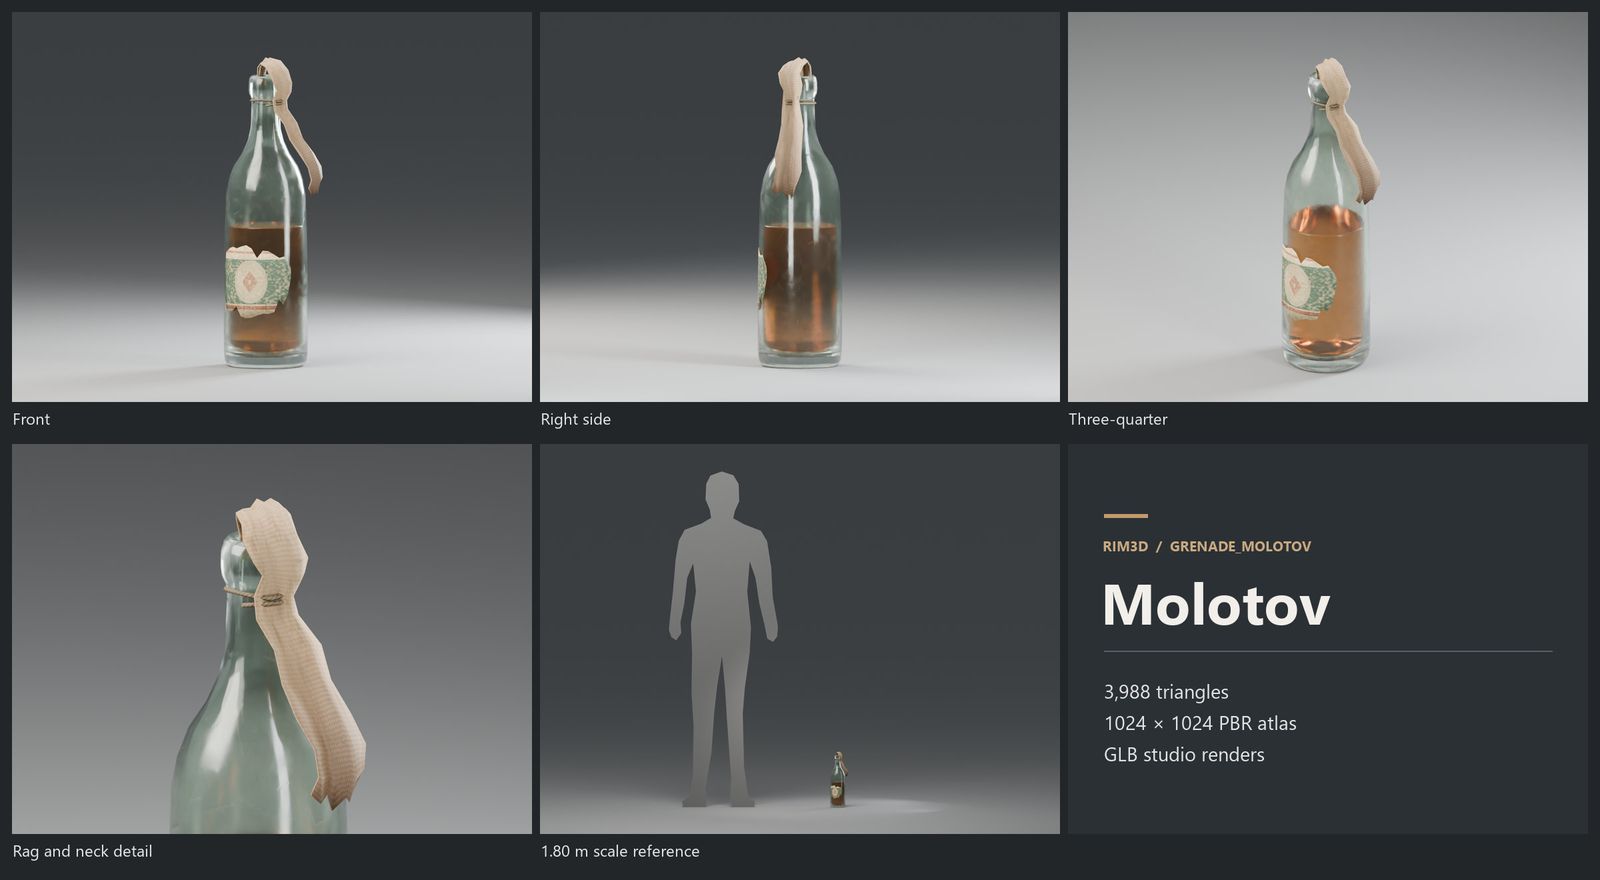 Front
Right side
Three-quarter
Rag and neck detail
1.80 m scale reference
RIM3D / GRENADE_MOLOTOV
Molotov
3,988 triangles
1024 × 1024 PBR atlas
GLB studio renders